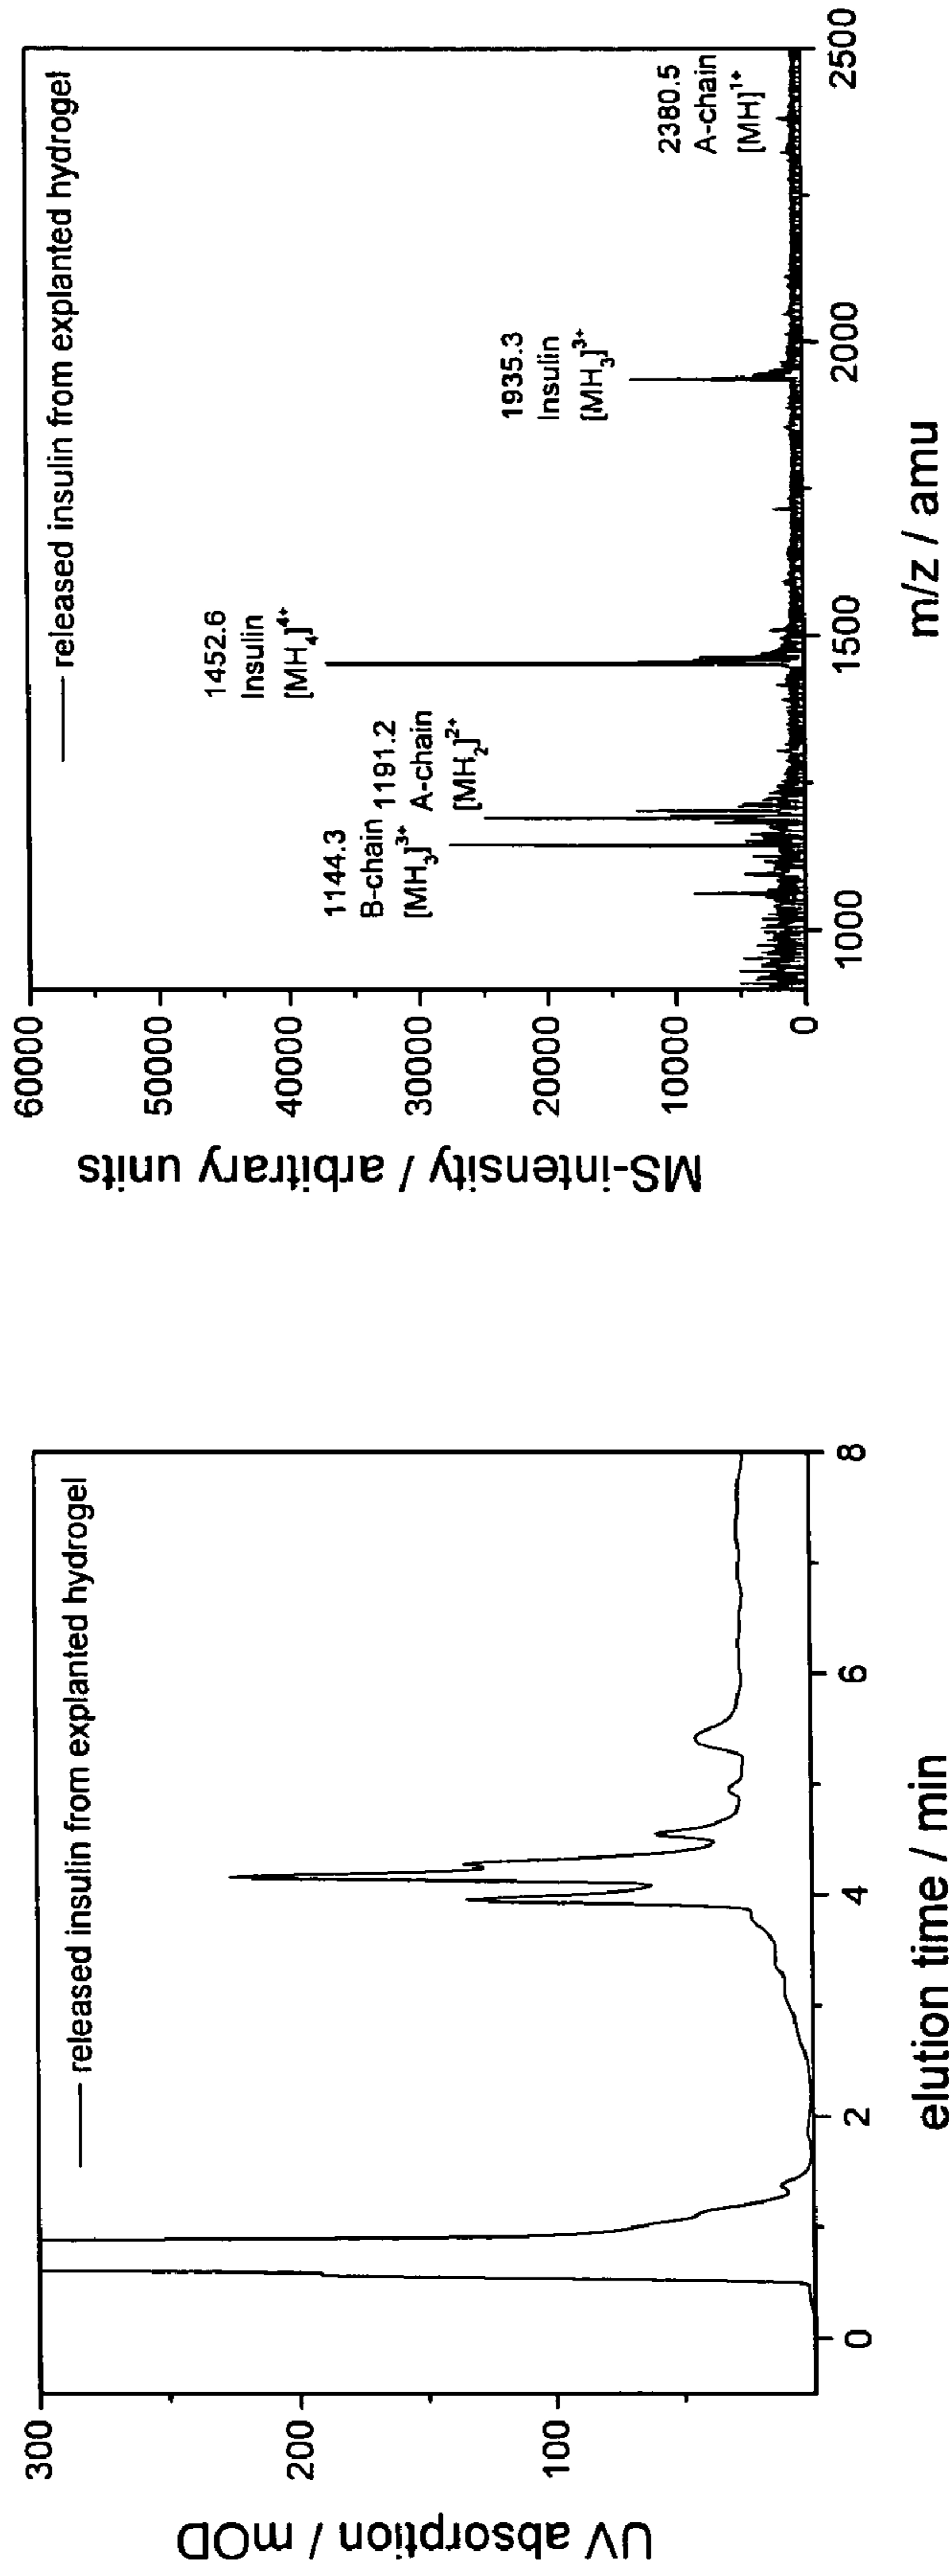 UV absorption / mOD
300
200
100
released insulin from explanted hydrogel
0
2
4
6
8
elution time / min
MS-intensity / arbitrary units
60000
50000
40000
30000
20000
10000
0
released insulin from explanted hydrogel
1144.3
B-chain
[MH₃]³⁺
1191.2
A-chain
[MH₂]²⁺
1452.6
Insulin
[MH₄]⁴⁺
1935.3
Insulin
[MH₃]³⁺
2380.5
A-chain
[MH]¹⁺
1000
1500
2000
2500
m/z / amu